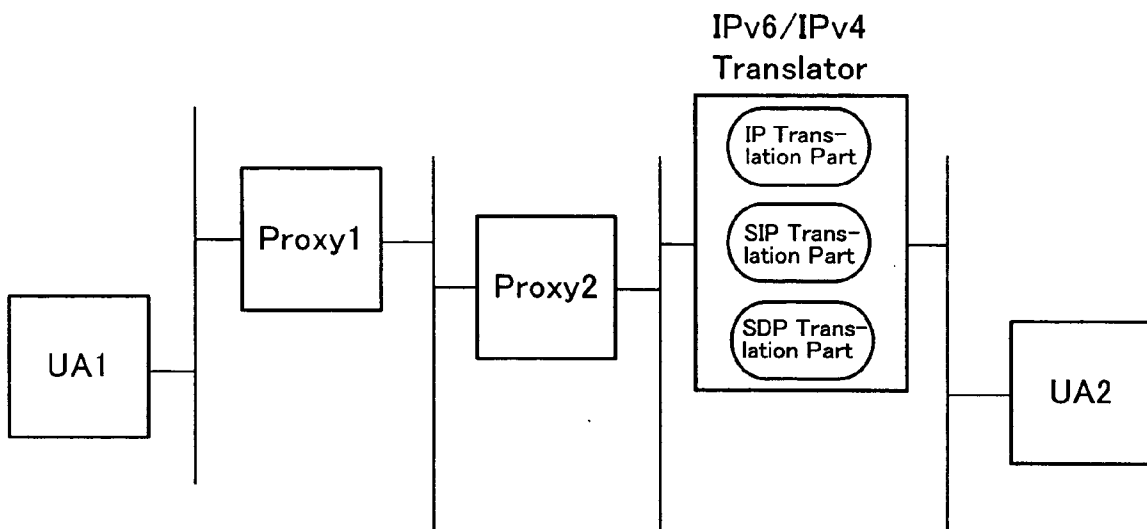 IPv6/IPv4
Translator
IP Trans-
lation Part
Proxy1
SIP Trans-
lation Part
Proxy2
SDP Trans-
lation Part
UA1
UA2